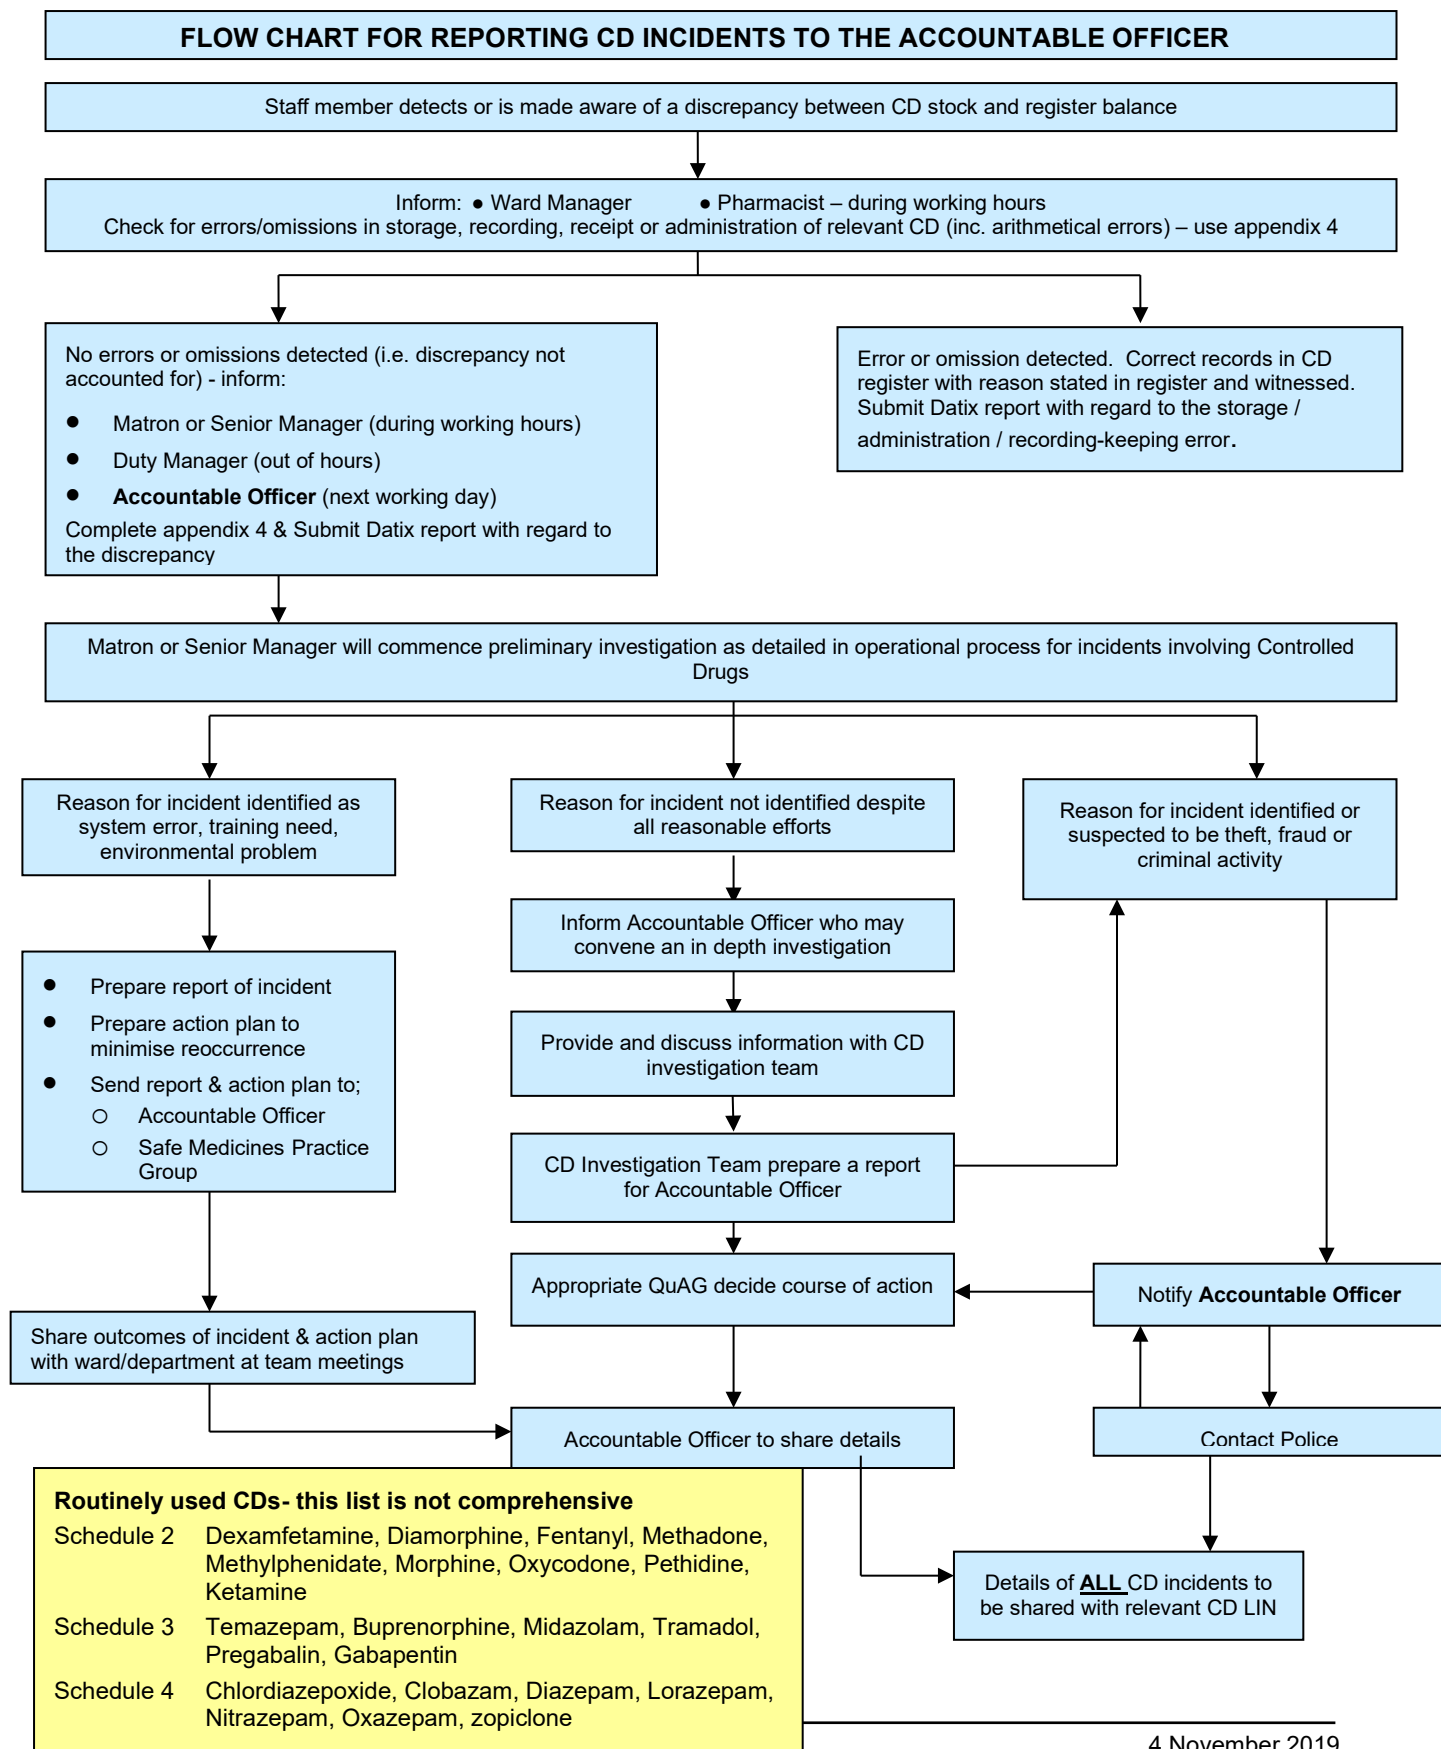 FLOW CHART FOR REPORTING CD INCIDENTS TO THE ACCOUNTABLE OFFICER
Staff member detects or is made aware of a discrepancy between CD stock and register balance
Inform: ● Ward Manager ● Pharmacist – during working hours
Check for errors/omissions in storage, recording, receipt or administration of relevant CD (inc. arithmetical errors) – use appendix 4
No errors or omissions detected (i.e. discrepancy not
accounted for) - inform:
● Matron or Senior Manager (during working hours)
● Duty Manager (out of hours)
● Accountable Officer (next working day)
Complete appendix 4 & Submit Datix report with regard to
the discrepancy
Error or omission detected. Correct records in CD
register with reason stated in register and witnessed.
Submit Datix report with regard to the storage /
administration / recording-keeping error.
Matron or Senior Manager will commence preliminary investigation as detailed in operational process for incidents involving Controlled
Drugs
Reason for incident identified as
system error, training need,
environmental problem
Reason for incident not identified despite
all reasonable efforts
Reason for incident identified or
suspected to be theft, fraud or
criminal activity
Inform Accountable Officer who may
convene an in depth investigation
● Prepare report of incident
● Prepare action plan to
minimise reoccurrence
● Send report & action plan to;
○ Accountable Officer
○ Safe Medicines Practice
Group
Provide and discuss information with CD
investigation team
CD Investigation Team prepare a report
for Accountable Officer
Appropriate QuAG decide course of action
Notify Accountable Officer
Share outcomes of incident & action plan
with ward/department at team meetings
Accountable Officer to share details
Contact Police
Routinely used CDs- this list is not comprehensive
Schedule 2 Dexamfetamine, Diamorphine, Fentanyl, Methadone,
Methylphenidate, Morphine, Oxycodone, Pethidine,
Ketamine
Schedule 3 Temazepam, Buprenorphine, Midazolam, Tramadol,
Pregabalin, Gabapentin
Schedule 4 Chlordiazepoxide, Clobazam, Diazepam, Lorazepam,
Nitrazepam, Oxazepam, zopiclone
Details of ALL CD incidents to
be shared with relevant CD LIN
4 November 2019